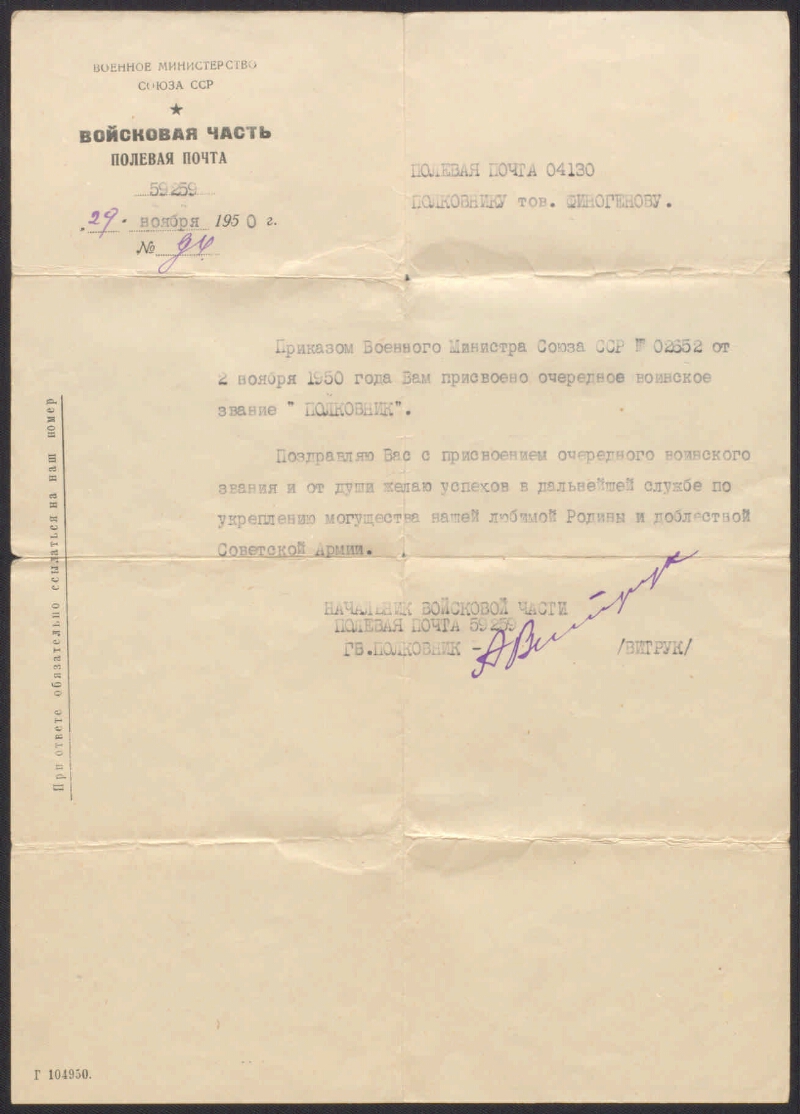 ВОЕННОЕ МИНИСТЕРСТВО
СОЮЗА ССР
★
ВОЙСКОВАЯ ЧАСТЬ
ПОЛЕВАЯ ПОЧТА
59259
„29“ ноября 1950 г.
№ 94
ПОЛЕВАЯ ПОЧТА 04130
ПОЛКОВНИКУ тов. ФИНОГЕНОВУ.
Приказом Военного Министра Союза ССР № 02652 от
2 ноября 1950 года Вам присвоено очередное воинское
звание " ПОЛКОВНИК".
Поздравляю Вас с присвоением очередного воинского
звания и от души желаю успехов в дальнейшей службе по
укреплению могущества нашей любимой Родины и доблестной
Советской Армии.
НАЧАЛЬНИК ВОЙСКОВОЙ ЧАСТИ
ПОЛЕВАЯ ПОЧТА 59259
ГВ.ПОЛКОВНИК -
АВитрук
/ВИТРУК/
При ответе обязательно ссылаться на наш номер
Г 104950.